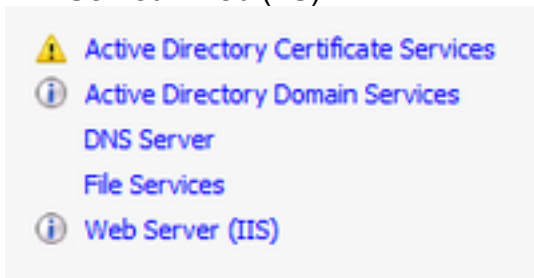 Active Directory Certificate Services
Active Directory Domain Services
DNS Server
File Services
Web Server (IIS)